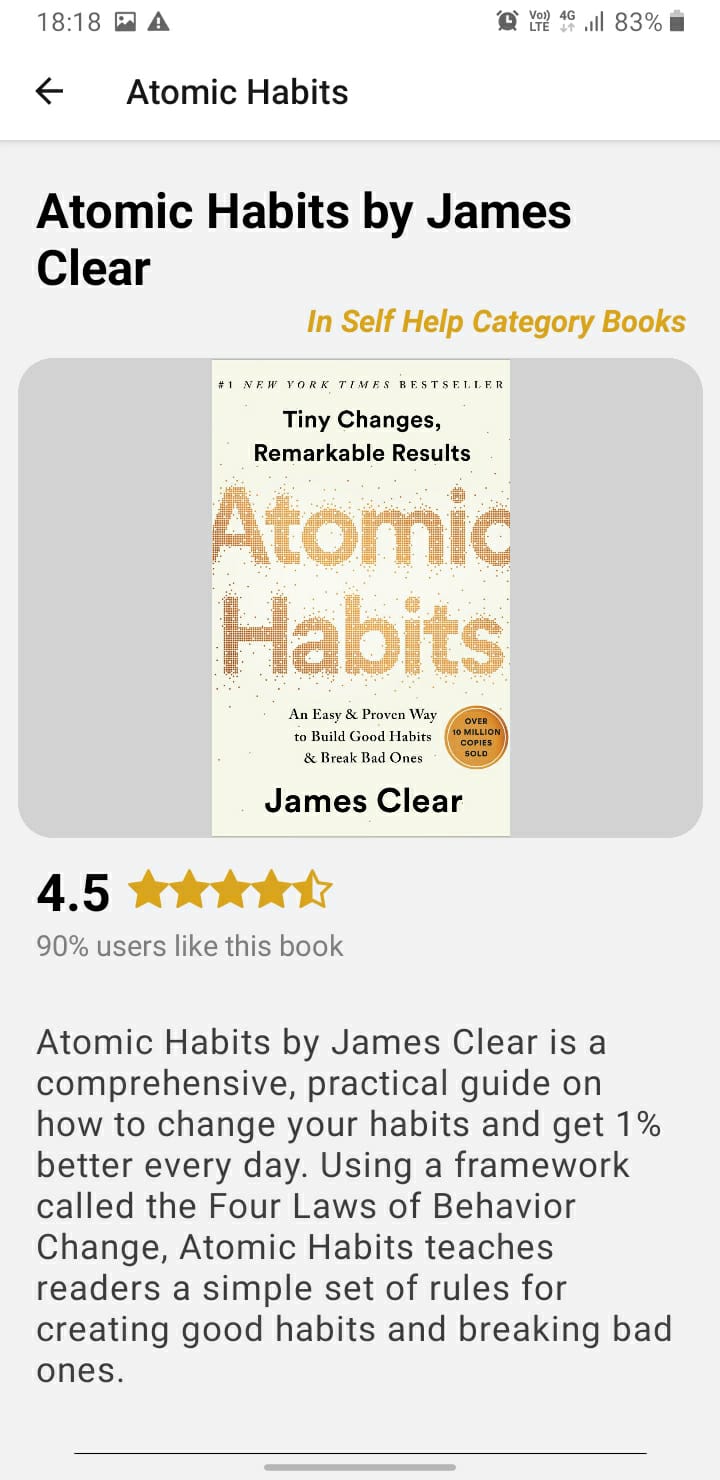 18:18
Vo)) LTE 4G 83%
Atomic Habits
Atomic Habits by James
Clear
In Self Help Category Books
#1 NEW YORK TIMES BESTSELLER
Tiny Changes,
Remarkable Results
Atomic
Habits
An Easy & Proven Way
to Build Good Habits
& Break Bad Ones
OVER
10 MILLION
COPIES
SOLD
James Clear
4.5
90% users like this book
Atomic Habits by James Clear is a
comprehensive, practical guide on
how to change your habits and get 1%
better every day. Using a framework
called the Four Laws of Behavior
Change, Atomic Habits teaches
readers a simple set of rules for
creating good habits and breaking bad
ones.